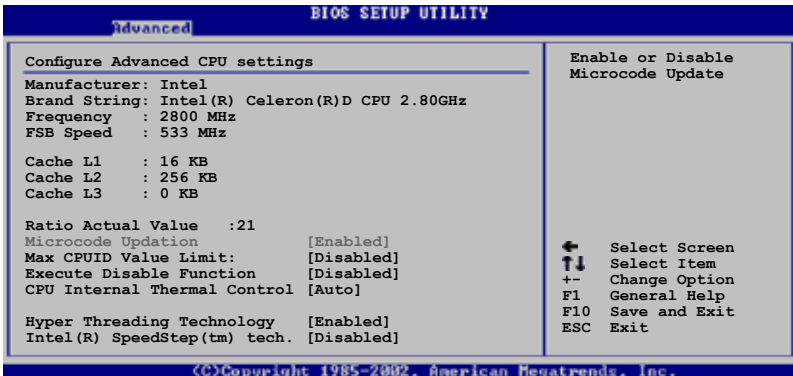 BIOS SETUP UTILITY
Advanced
Configure Advanced CPU settings
Manufacturer: Intel
Brand String: Intel(R) Celeron(R)D CPU 2.80GHz
Frequency : 2800 MHz
FSB Speed : 533 MHz
Cache L1 : 16 KB
Cache L2 : 256 KB
Cache L3 : 0 KB
Ratio Actual Value :21
Microcode Updation [Enabled]
Max CPUID Value Limit: [Disabled]
Execute Disable Function [Disabled]
CPU Internal Thermal Control [Auto]
Hyper Threading Technology [Enabled]
Intel(R) SpeedStep(tm) tech. [Disabled]
Enable or Disable
Microcode Update
← Select Screen
↑↓ Select Item
+- Change Option
F1 General Help
F10 Save and Exit
ESC Exit
(C)Copyright 1985-2002, American Megatrends, Inc.